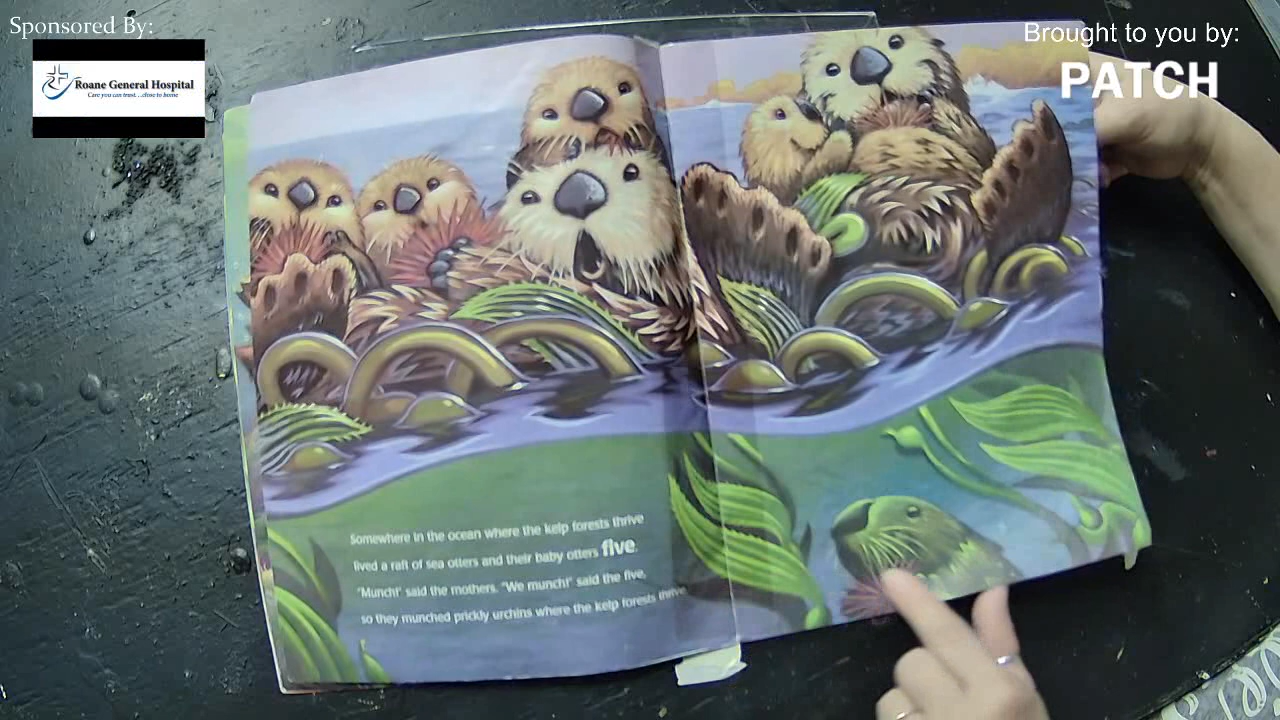 Sponsored By:
Roane General Hospital
Care you can trust. . .close to home
Brought to you by:
PATCH
Somewhere in the ocean where the kelp forests thrive
lived a raft of sea otters and their baby otters five.
"Munch!" said the mothers. "We munch!" said the five,
so they munched prickly urchins where the kelp forests thrive.